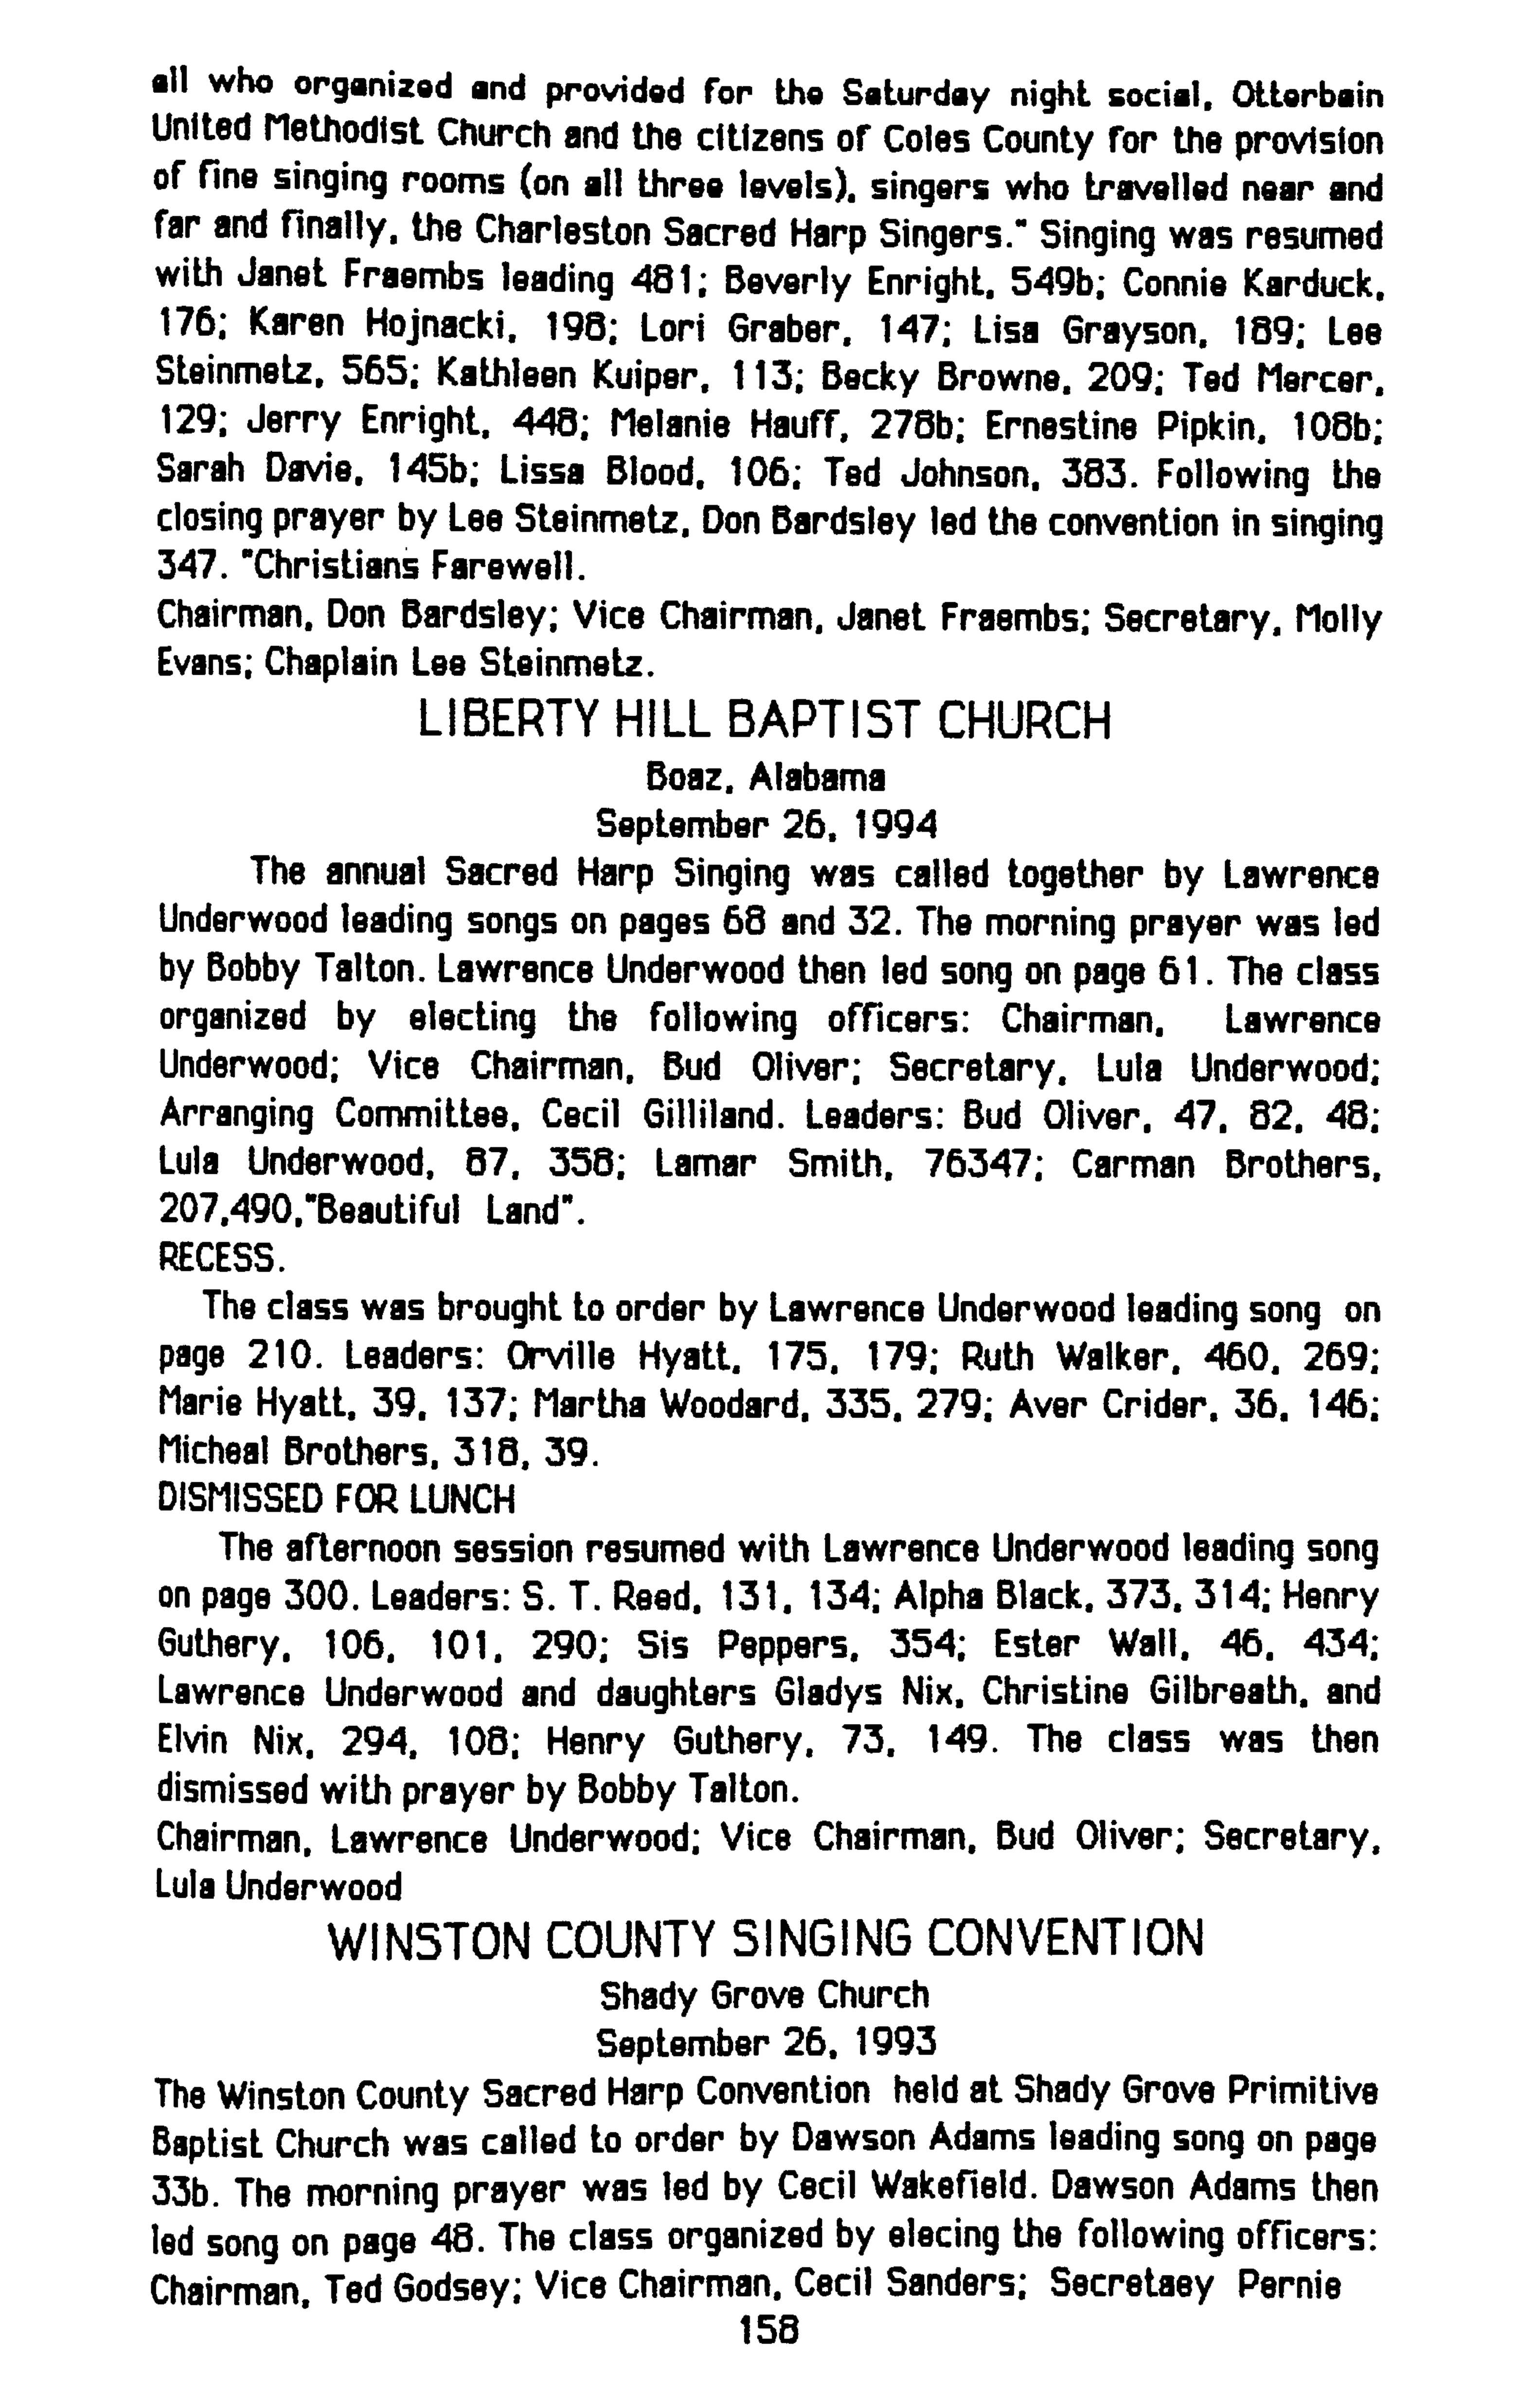 all who organized and provided for the Saturday night social, Otterbein
United Methodist Church and the citizens of Coles County for the provision
of fine singing rooms (on all three levels), singers who travelled near and
far and finally, the Charleston Sacred Harp Singers." Singing was resumed
with Janet Fraembs leading 481; Beverly Enright, 549b; Connie Karduck,
176; Karen Hojnacki, 198; Lori Graber, 147; Lisa Grayson, 189; Lee
Steinmetz, 565; Kathleen Kuiper, 113; Becky Browne, 209; Ted Mercer,
129; Jerry Enright, 448; Melanie Hauff, 278b; Ernestine Pipkin, 108b;
Sarah Davie, 145b; Lissa Blood, 106; Ted Johnson, 383. Following the
closing prayer by Lee Steinmetz, Don Bardsley led the convention in singing
347. "Christian's Farewell.
Chairman, Don Bardsley; Vice Chairman, Janet Fraembs; Secretary, Molly
Evans; Chaplain Lee Steinmetz.
LIBERTY HILL BAPTIST CHURCH
Boaz, Alabama
September 26, 1994
The annual Sacred Harp Singing was called together by Lawrence
Underwood leading songs on pages 68 and 32. The morning prayer was led
by Bobby Talton. Lawrence Underwood then led song on page 61. The class
organized by electing the following officers: Chairman, Lawrence
Underwood; Vice Chairman, Bud Oliver; Secretary, Lula Underwood;
Arranging Committee, Cecil Gilliland. Leaders: Bud Oliver, 47, 82, 48;
Lula Underwood, 87, 358; Lamar Smith, 76347; Carman Brothers,
207,490,"Beautiful Land".
RECESS.
The class was brought to order by Lawrence Underwood leading song on
page 210. Leaders: Orville Hyatt, 175, 179; Ruth Walker, 460, 269;
Marie Hyatt, 39, 137; Martha Woodard, 335, 279; Aver Crider, 36, 146;
Micheal Brothers, 318, 39.
DISMISSED FOR LUNCH
The afternoon session resumed with Lawrence Underwood leading song
on page 300. Leaders: S. T. Reed, 131, 134; Alpha Black, 373, 314; Henry
Guthery, 106, 101, 290; Sis Peppers, 354; Ester Wall, 46, 434;
Lawrence Underwood and daughters Gladys Nix, Christine Gilbreath, and
Elvin Nix, 294, 108; Henry Guthery, 73, 149. The class was then
dismissed with prayer by Bobby Talton.
Chairman, Lawrence Underwood; Vice Chairman, Bud Oliver; Secretary,
Lula Underwood
WINSTON COUNTY SINGING CONVENTION
Shady Grove Church
September 26, 1993
The Winston County Sacred Harp Convention held at Shady Grove Primitive
Baptist Church was called to order by Dawson Adams leading song on page
33b. The morning prayer was led by Cecil Wakefield. Dawson Adams then
led song on page 48. The class organized by elecing the following officers:
Chairman, Ted Godsey; Vice Chairman, Cecil Sanders; Secretaey Pernie
158